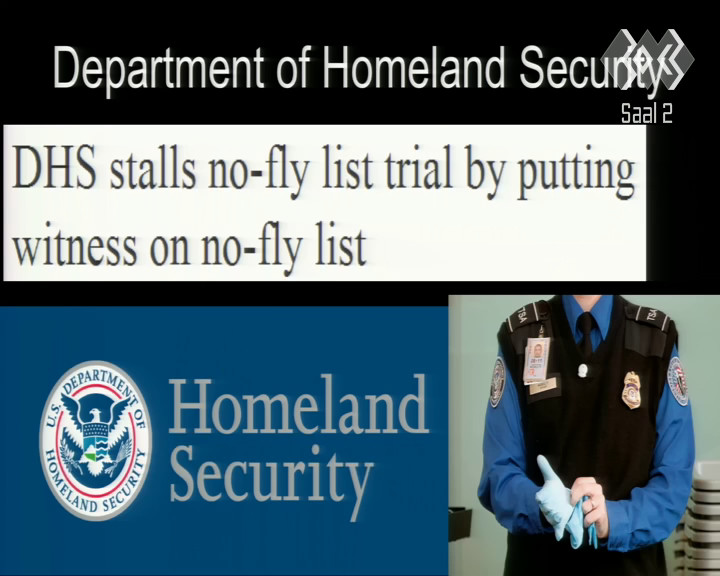 Department of Homeland Security
Saal 2
DHS stalls no-fly list trial by putting
witness on no-fly list
U.S. DEPARTMENT OF
HOMELAND SECURITY
Homeland
Security
TSA
TSA